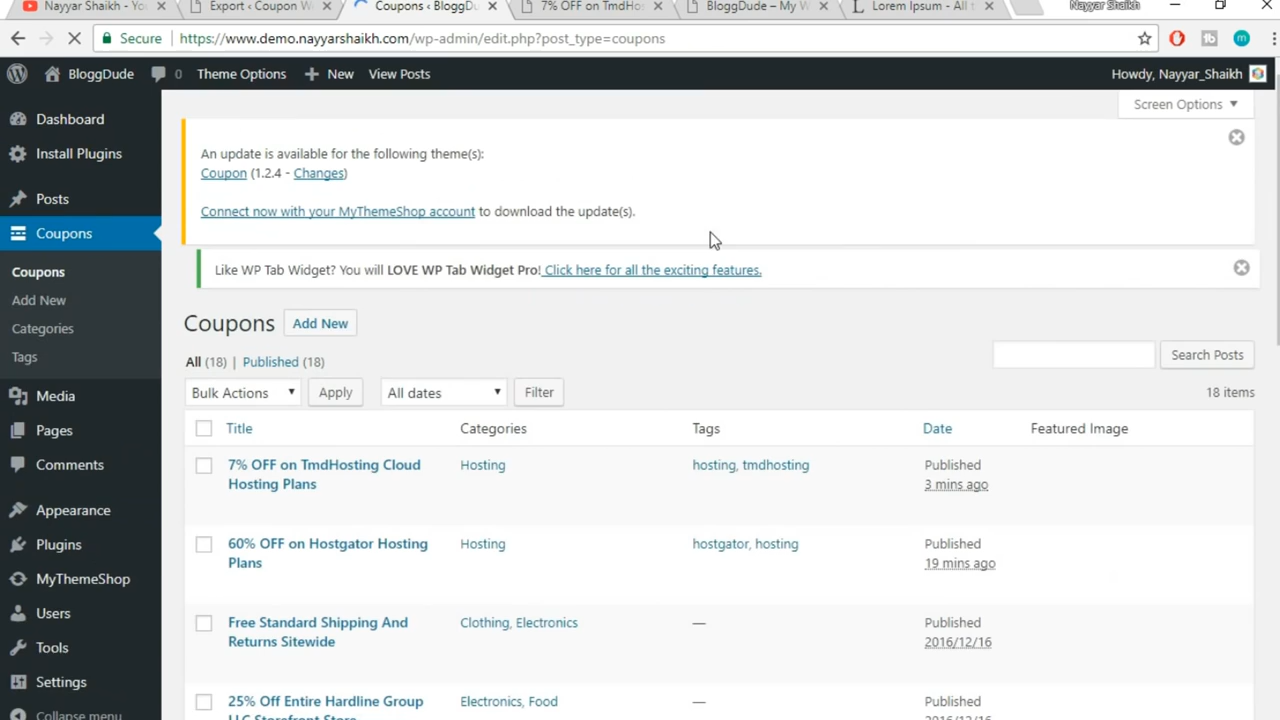 Nayyar Shaikh - Yo
Export ‹ Coupon W
Coupons ‹ BloggD
7% OFF on TmdHos
BloggDude – My W
Lorem Ipsum - All t
Nayyar Shaikh
Secure
https://www.demo.nayyarshaikh.com/wp-admin/edit.php?post_type=coupons
BloggDude 0 Theme Options + New View Posts
Howdy, Nayyar_Shaikh
Screen Options
Dashboard
Install Plugins
Posts
Coupons
Coupons
Add New
Categories
Tags
Media
Pages
Comments
Appearance
Plugins
MyThemeShop
Users
Tools
Settings
Collapse menu
An update is available for the following theme(s):
Coupon (1.2.4 - Changes)
Connect now with your MyThemeShop account to download the update(s).
Like WP Tab Widget? You will LOVE WP Tab Widget Pro! Click here for all the exciting features.
Coupons Add New
All (18) | Published (18)
Search Posts
Bulk Actions Apply All dates Filter
18 items
Title Categories Tags Date Featured Image
7% OFF on TmdHosting Cloud
Hosting Plans
Hosting
hosting, tmdhosting
Published
3 mins ago
60% OFF on Hostgator Hosting
Plans
Hosting
hostgator, hosting
Published
19 mins ago
Free Standard Shipping And
Returns Sitewide
Clothing, Electronics
—
Published
2016/12/16
25% Off Entire Hardline Group
LLC Storefront Store
Electronics, Food
—
Published
2016/12/16